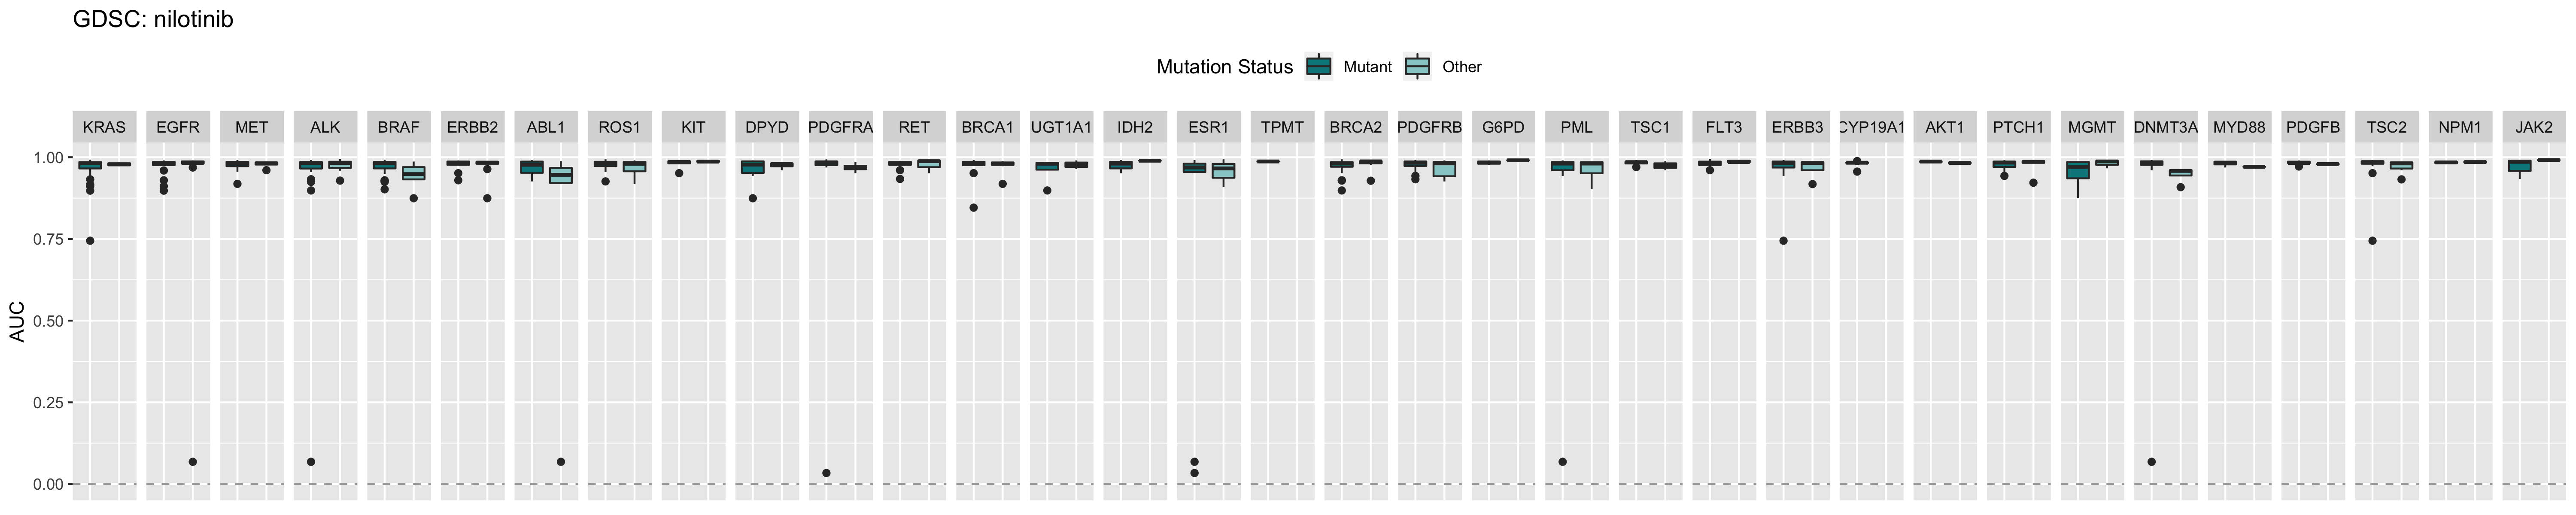 GDSC: nilotinib
Mutation Status Mutant Other
KRAS EGFR MET ALK BRAF ERBB2 ABL1 ROS1 KIT DPYD PDGFRA RET BRCA1 UGT1A1 IDH2 ESR1 TPMT BRCA2 PDGFRB G6PD PML TSC1 FLT3 ERBB3 CYP19A1 AKT1 PTCH1 MGMT DNMT3A MYD88 PDGFB TSC2 NPM1 JAK2
1.00
0.75
0.50
0.25
0.00
AUC